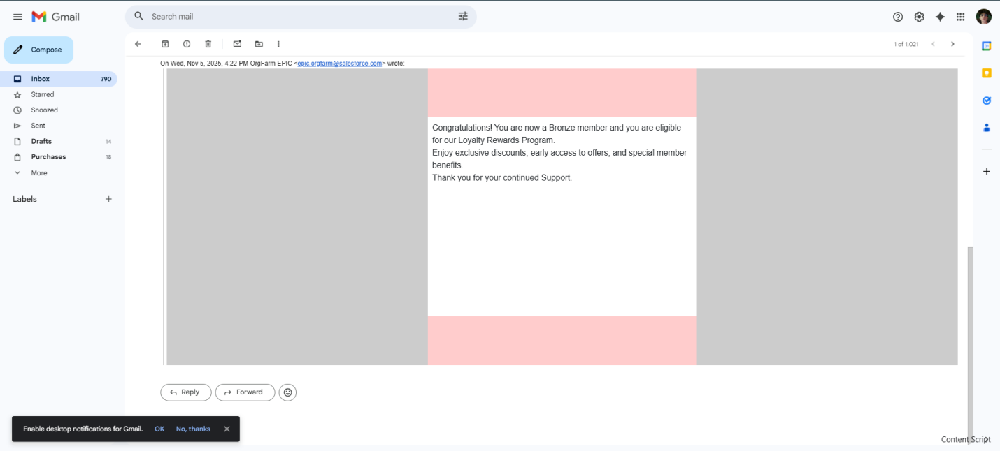 Gmail
Search mail
Compose
1 of 1,021
Inbox 790
Starred
Snoozed
Sent
Drafts 14
Purchases 18
More
Labels
On Wed, Nov 5, 2025, 4:22 PM OrgFarm EPIC <epic.orgfarm@salesforce.com> wrote:
Congratulations! You are now a Bronze member and you are eligible
for our Loyalty Rewards Program.
Enjoy exclusive discounts, early access to offers, and special member
benefits.
Thank you for your continued Support.
Reply Forward
Enable desktop notifications for Gmail. OK No, thanks
Content Script